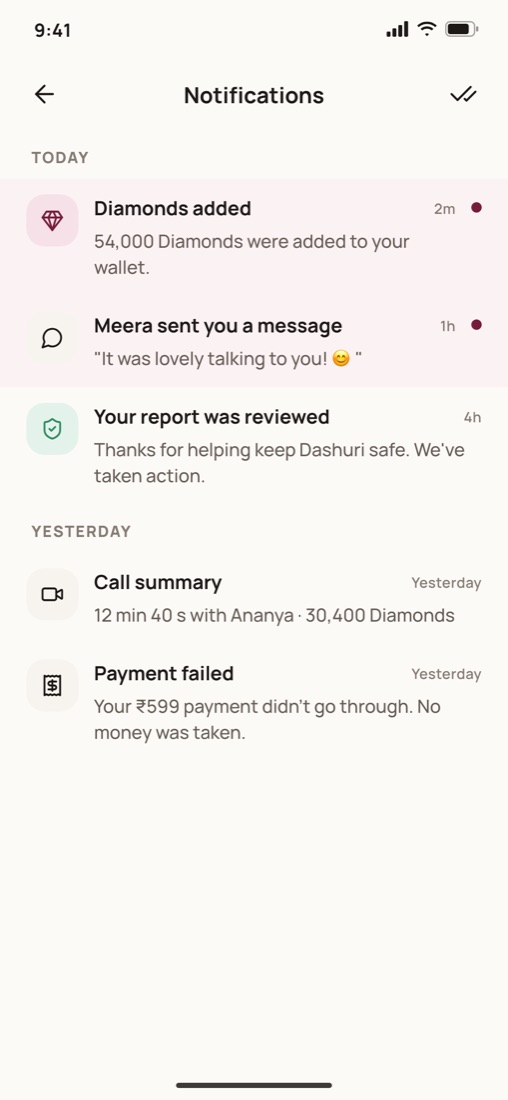 9:41
Notifications
TODAY
Diamonds added
2m
54,000 Diamonds were added to your
wallet.
Meera sent you a message
1h
"It was lovely talking to you! 😊 "
Your report was reviewed
4h
Thanks for helping keep Dashuri safe. We've
taken action.
YESTERDAY
Call summary
Yesterday
12 min 40 s with Ananya · 30,400 Diamonds
Payment failed
Yesterday
Your ₹599 payment didn't go through. No
money was taken.